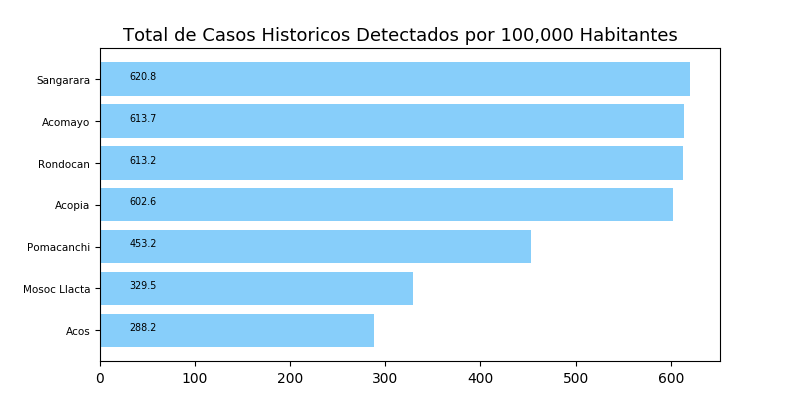 Total de Casos Historicos Detectados por 100,000 Habitantes
Sangarara 620.8
Acomayo 613.7
Rondocan 613.2
Acopia 602.6
Pomacanchi 453.2
Mosoc Llacta 329.5
Acos 288.2
0 100 200 300 400 500 600